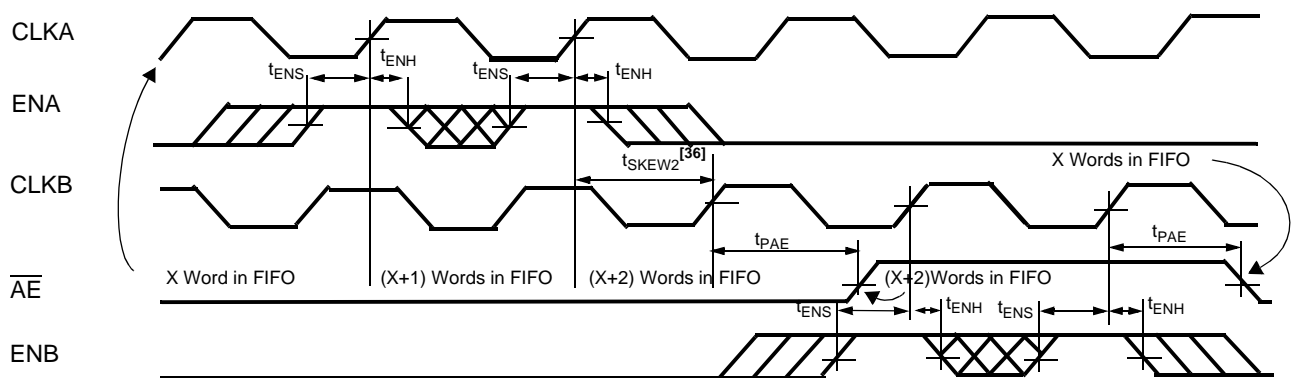 CLKA
tENS
tENH
tENS
tENH
ENA
tSKEW2[36]
X Words in FIFO
CLKB
tPAE
tPAE
X Word in FIFO
(X+1) Words in FIFO
(X+2) Words in FIFO
(X+2)Words in FIFO
AE
tENS
tENH
tENS
tENH
ENB